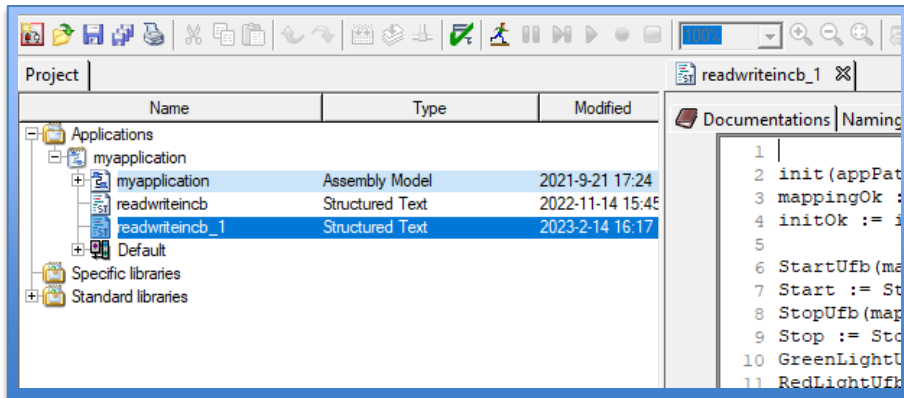 100%
Project
readwriteincb_1
Name Type Modified
Documentations Naming
Applications
myapplication
myapplication Assembly Model 2021-9-21 17:24
readwriteincb Structured Text 2022-11-14 15:45
readwriteincb_1 Structured Text 2023-2-14 16:17
Default
Specific libraries
Standard libraries
1
2 init(appPat
3 mappingOk :
4 initOk := i
5
6 StartUfb(ma
7 Start := St
8 StopUfb(map
9 Stop := Sto
10 GreenLightU
11 RedLightUfb